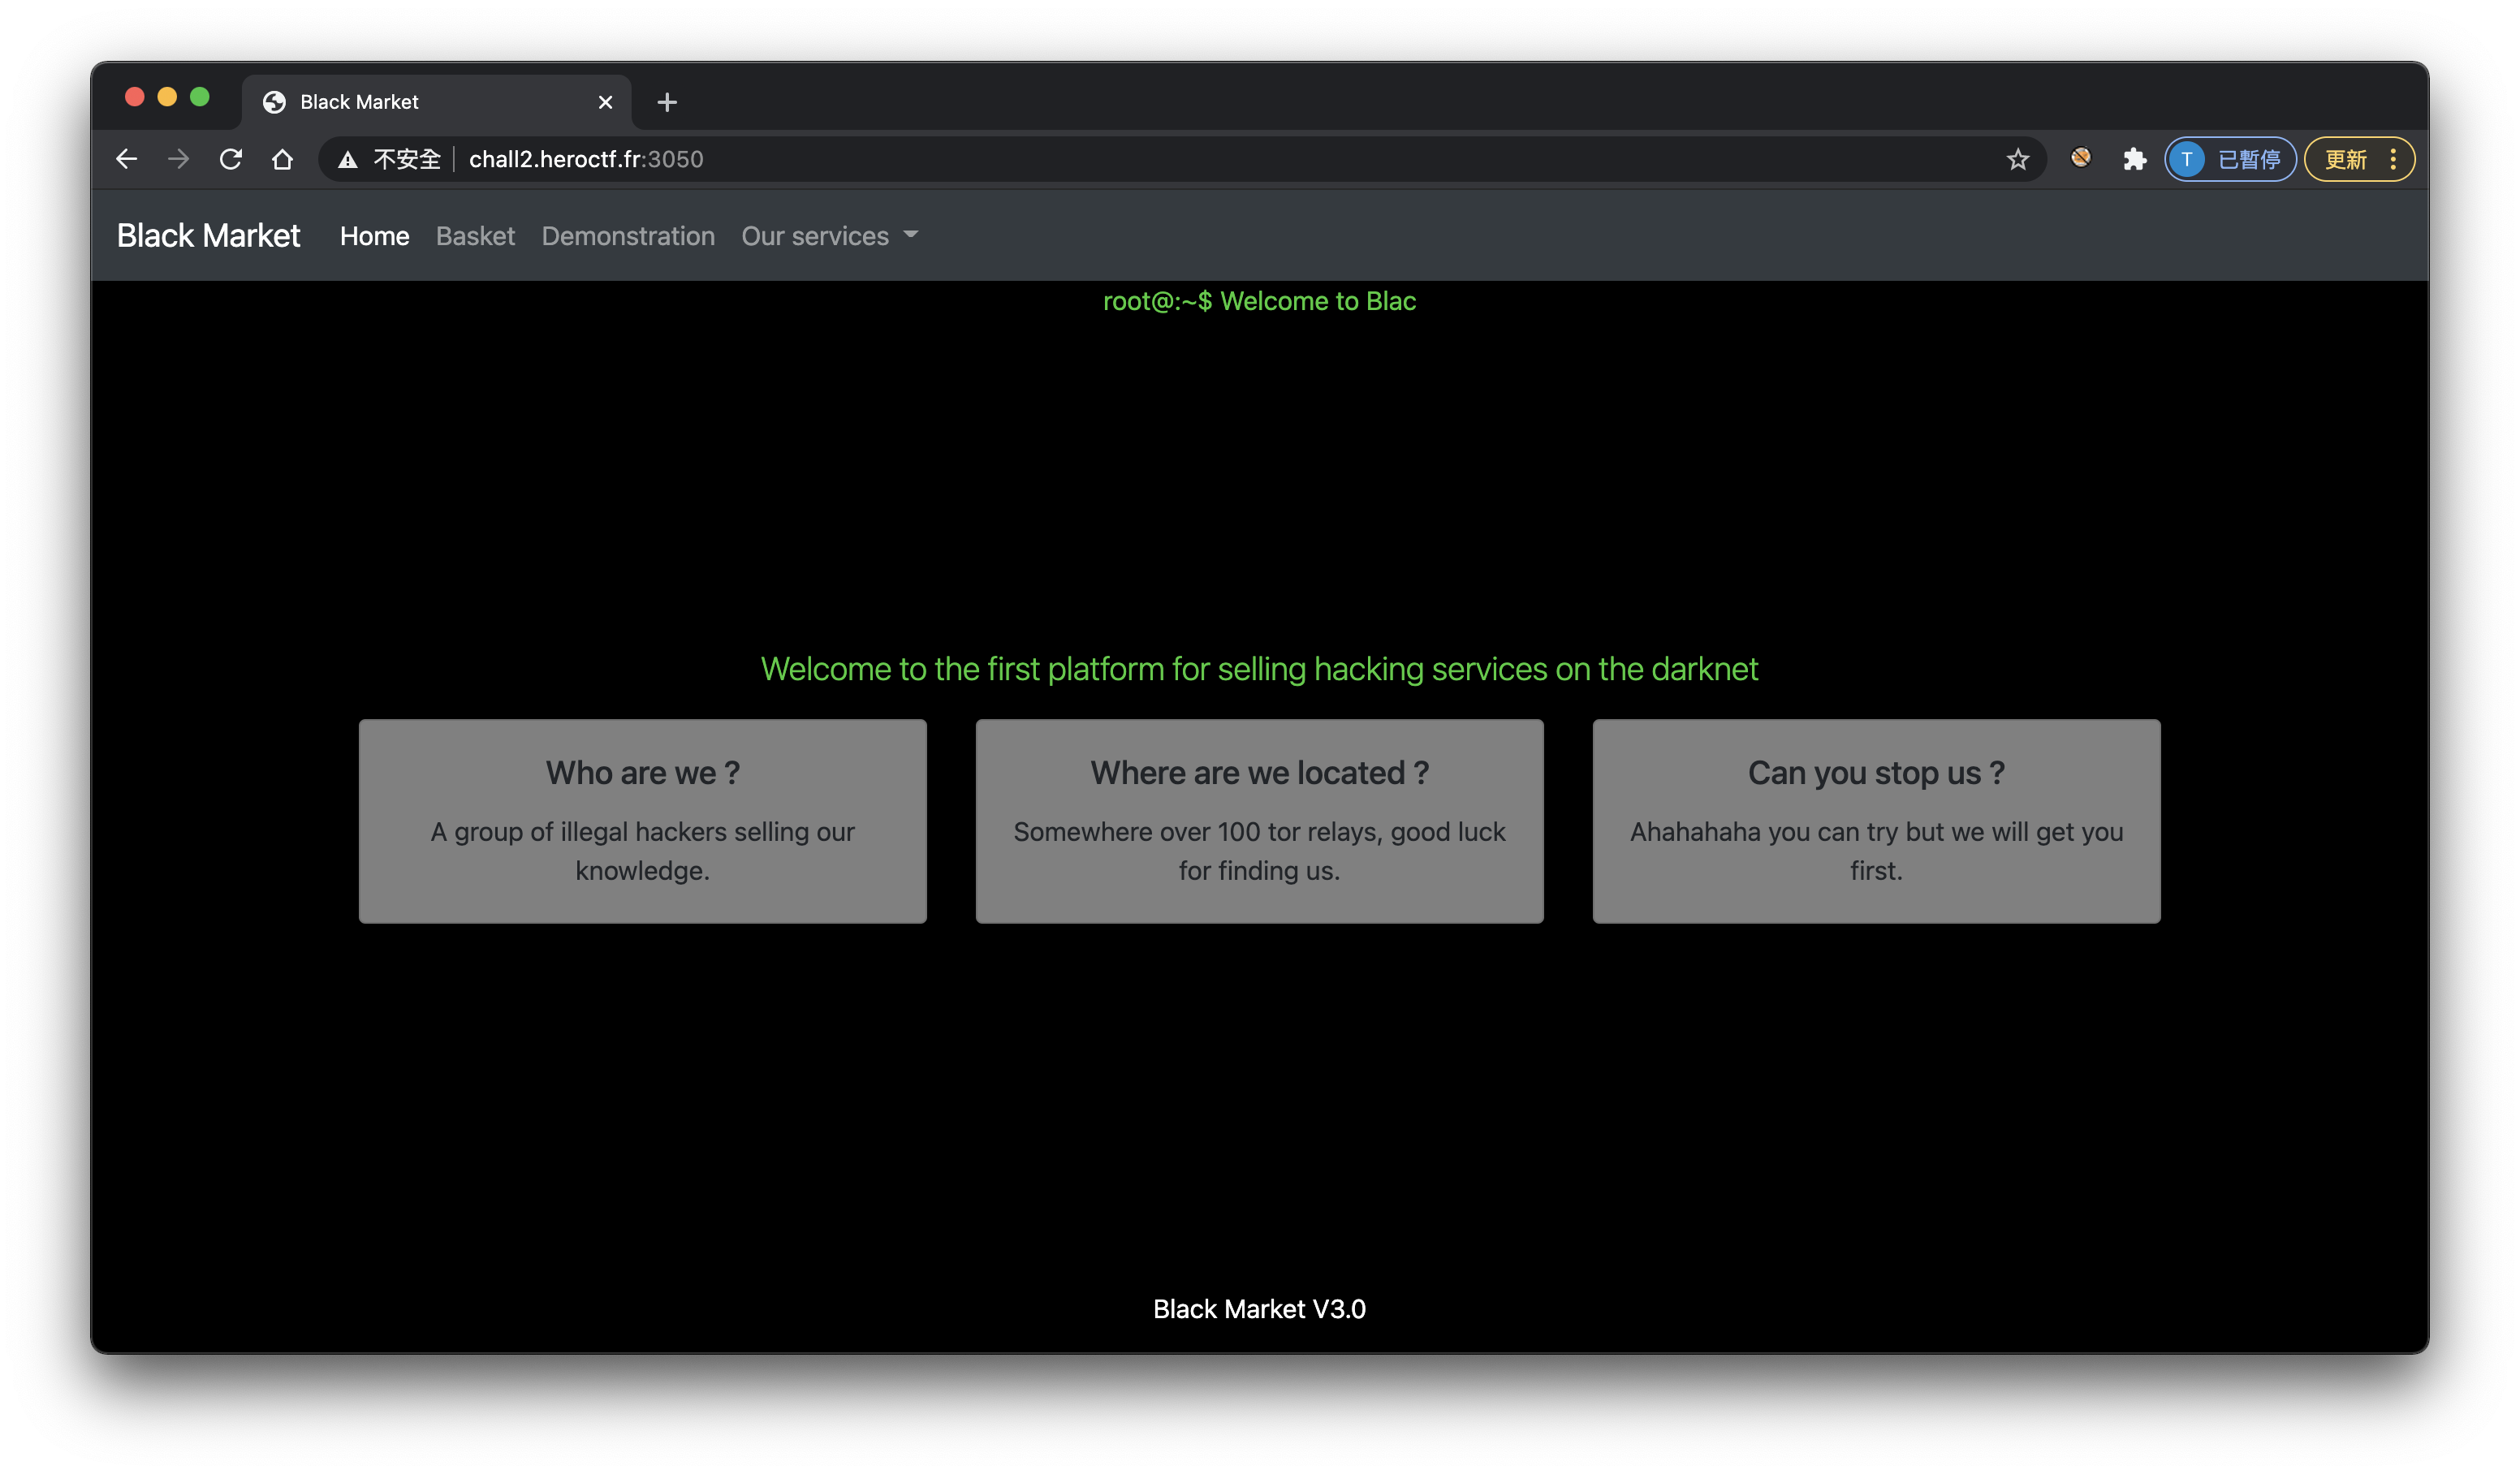 Black Market
不安全
chall2.heroctf.fr:3050
T 已暫停
更新
Black Market Home Basket Demonstration Our services
root@:~$ Welcome to Blac
Welcome to the first platform for selling hacking services on the darknet
Who are we ?
A group of illegal hackers selling our
knowledge.
Where are we located ?
Somewhere over 100 tor relays, good luck
for finding us.
Can you stop us ?
Ahahahaha you can try but we will get you
first.
Black Market V3.0